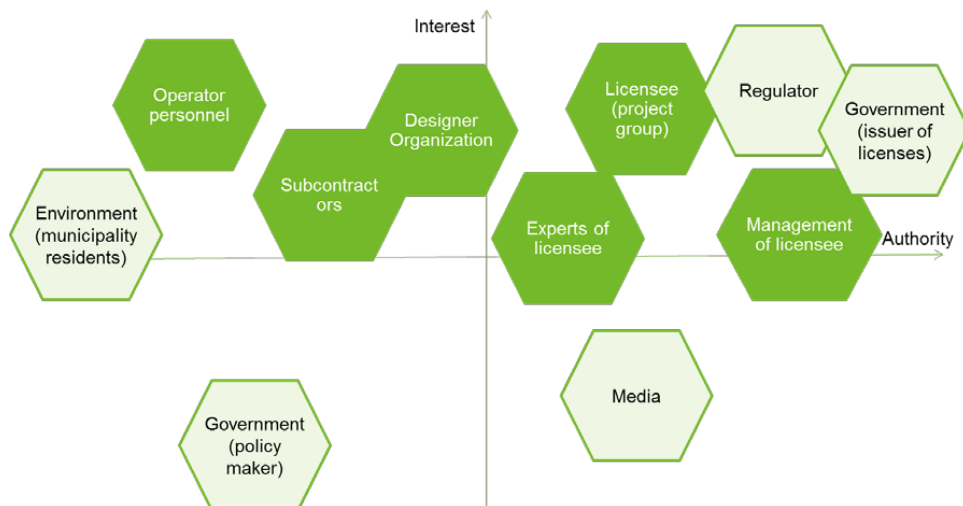 Interest
Operator
personnel
Designer
Organization
Licensee
(project
group)
Regulator
Government
(issuer of
licenses)
Subcontract
ors
Environment
(municipality
residents)
Experts of
licensee
Management
of licensee
Authority
Media
Government
(policy
maker)